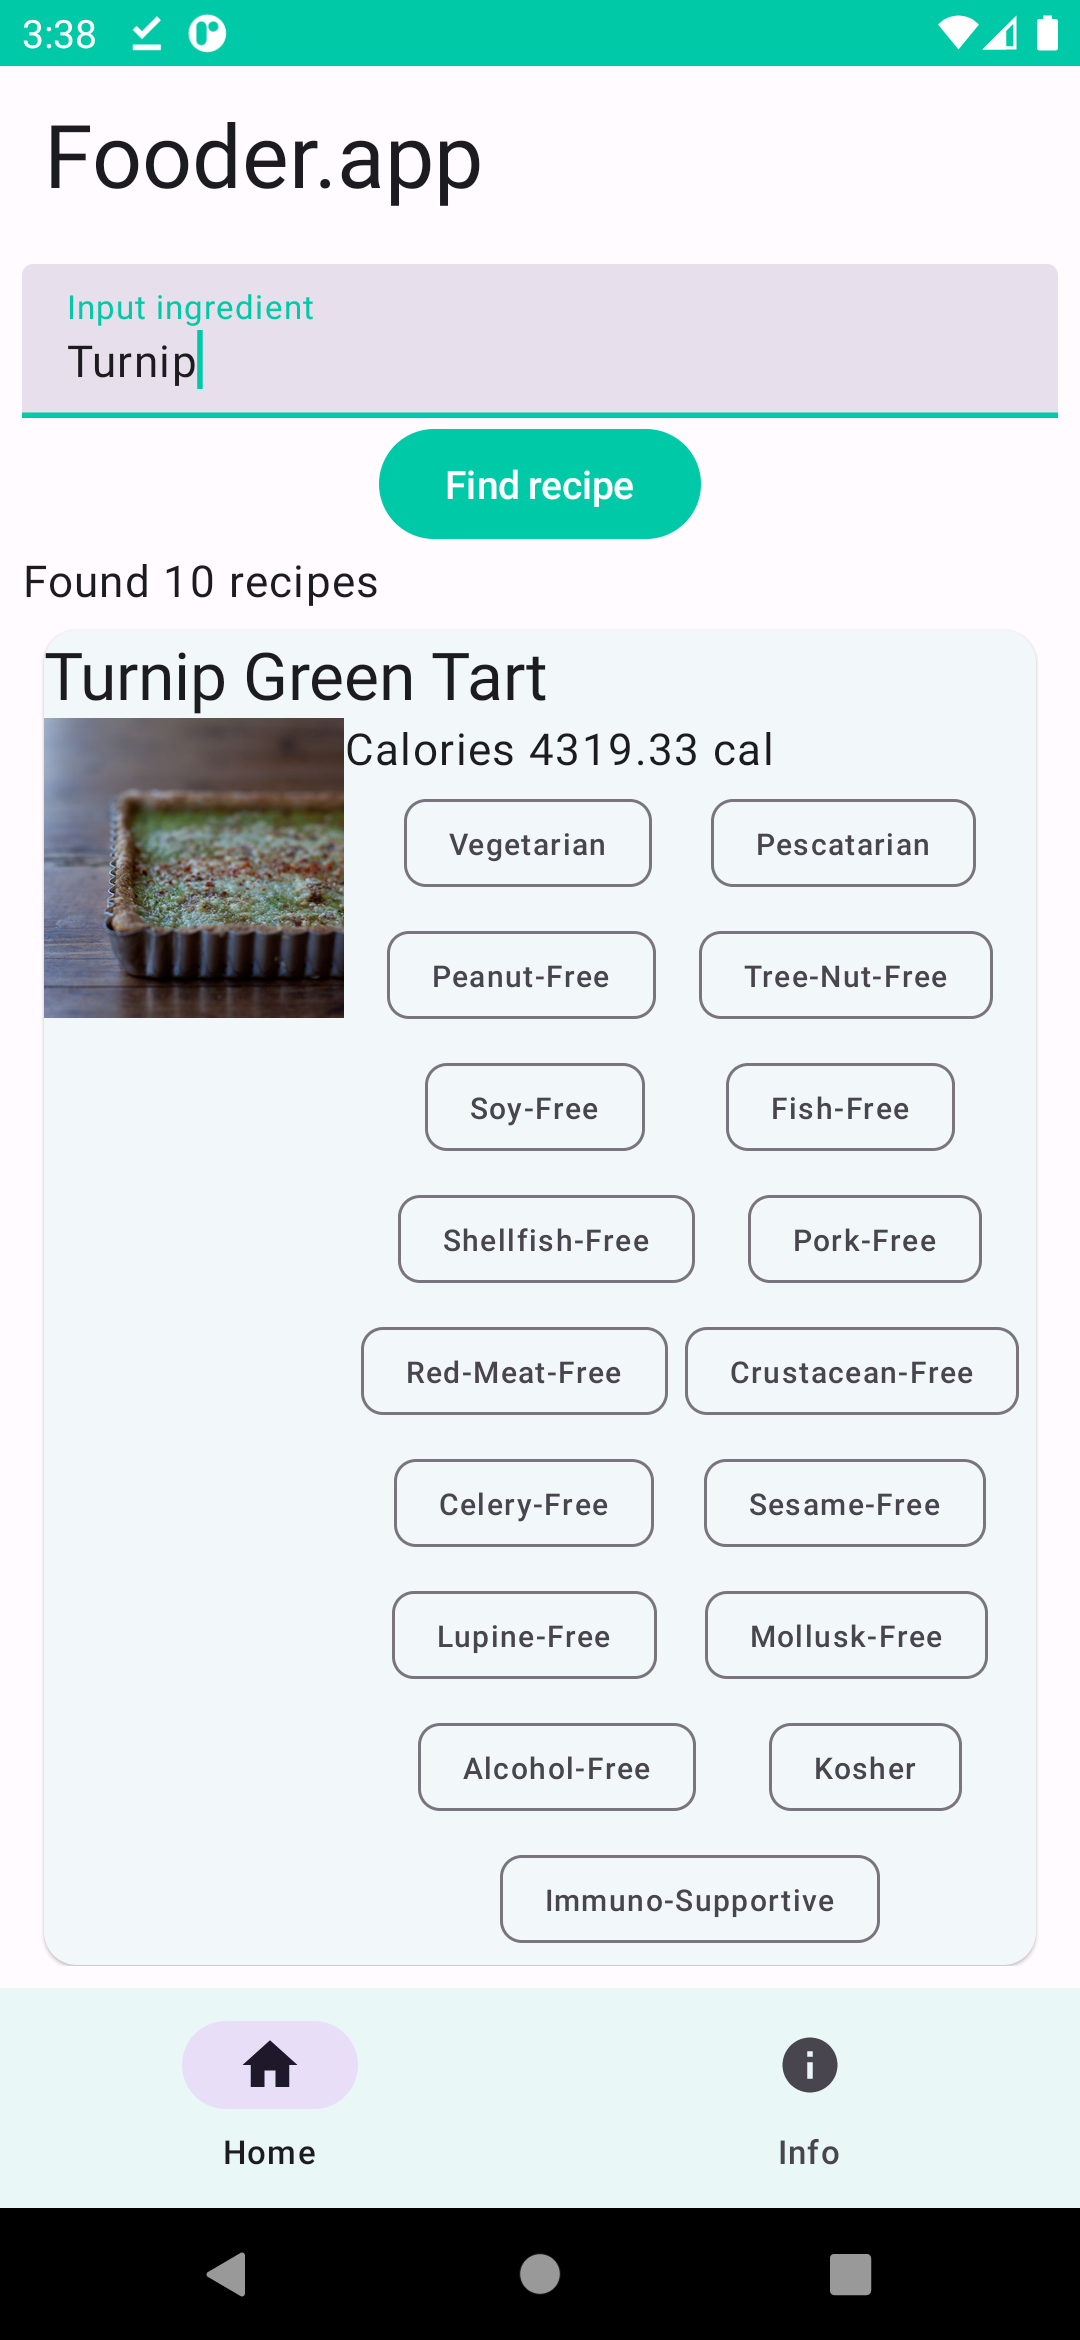 3:38
Fooder.app
Input ingredient
Turnip
Find recipe
Found 10 recipes
Turnip Green Tart
Calories 4319.33 cal
Vegetarian Pescatarian
Peanut-Free Tree-Nut-Free
Soy-Free Fish-Free
Shellfish-Free Pork-Free
Red-Meat-Free Crustacean-Free
Celery-Free Sesame-Free
Lupine-Free Mollusk-Free
Alcohol-Free Kosher
Immuno-Supportive
Home Info